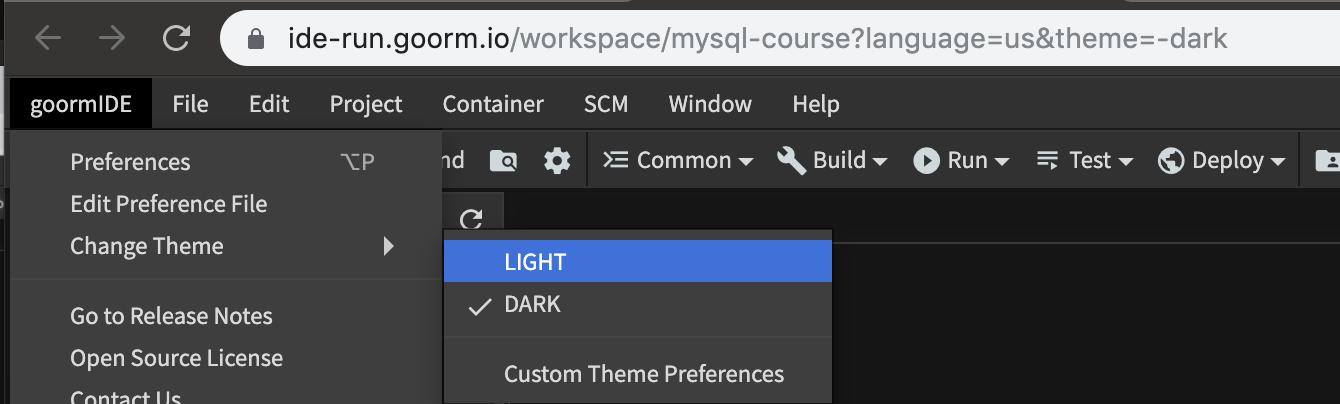 ide-run.goorm.io/workspace/mysql-course?language=us&theme=-dark
goormIDE File Edit Project Container SCM Window Help
Preferences ⌥P
nd Common Build Run Test Deploy
Edit Preference File
Change Theme
LIGHT
DARK
Custom Theme Preferences
Go to Release Notes
Open Source License
Contact Us